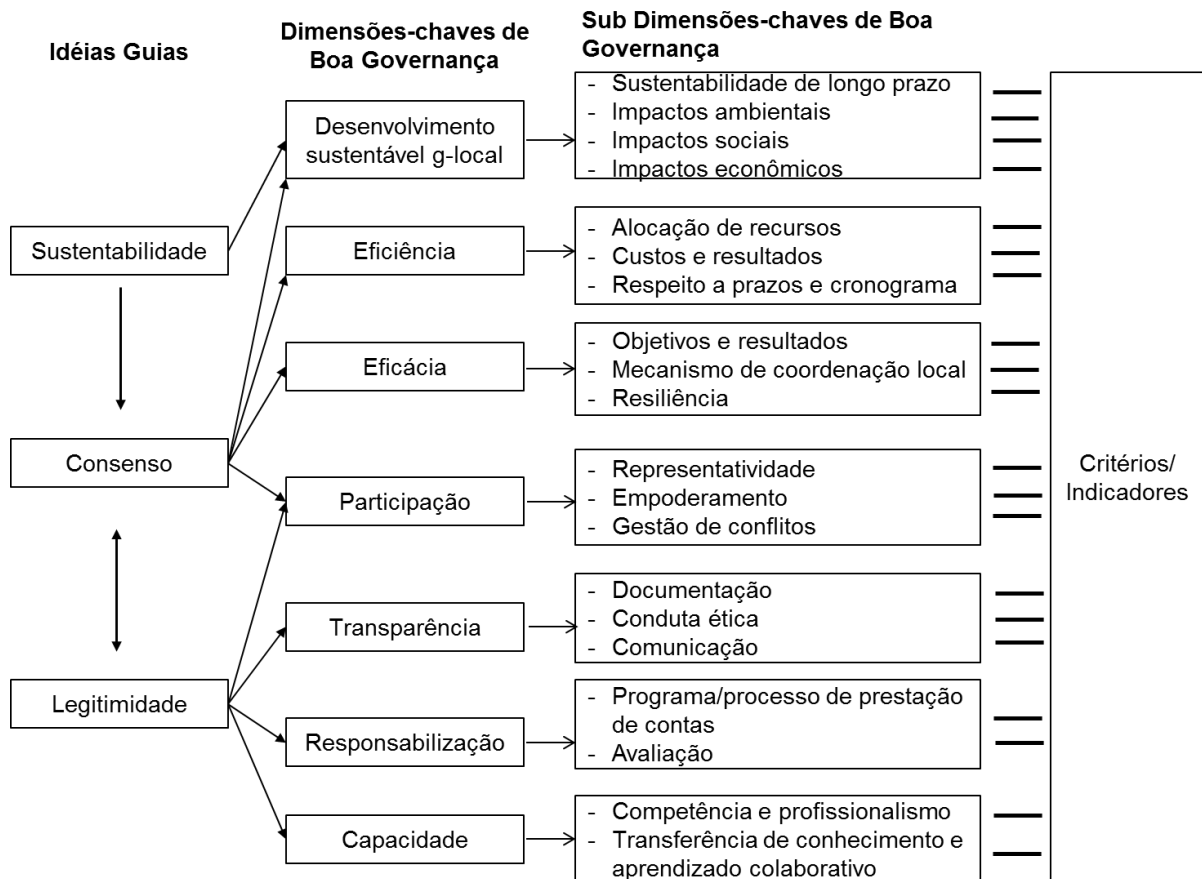 Idéias Guias
Dimensões-chaves de
Boa Governança
Sub Dimensões-chaves de Boa
Governança
Sustentabilidade
Consenso
Legitimidade
Desenvolvimento
sustentável g-local
Eficiência
Eficácia
Participação
Transparência
Responsabilização
Capacidade
- Sustentabilidade de longo prazo
- Impactos ambientais
- Impactos sociais
- Impactos econômicos
- Alocação de recursos
- Custos e resultados
- Respeito a prazos e cronograma
- Objetivos e resultados
- Mecanismo de coordenação local
- Resiliência
- Representatividade
- Empoderamento
- Gestão de conflitos
- Documentação
- Conduta ética
- Comunicação
- Programa/processo de prestação
de contas
- Avaliação
- Competência e profissionalismo
- Transferência de conhecimento e
aprendizado colaborativo
Critérios/
Indicadores